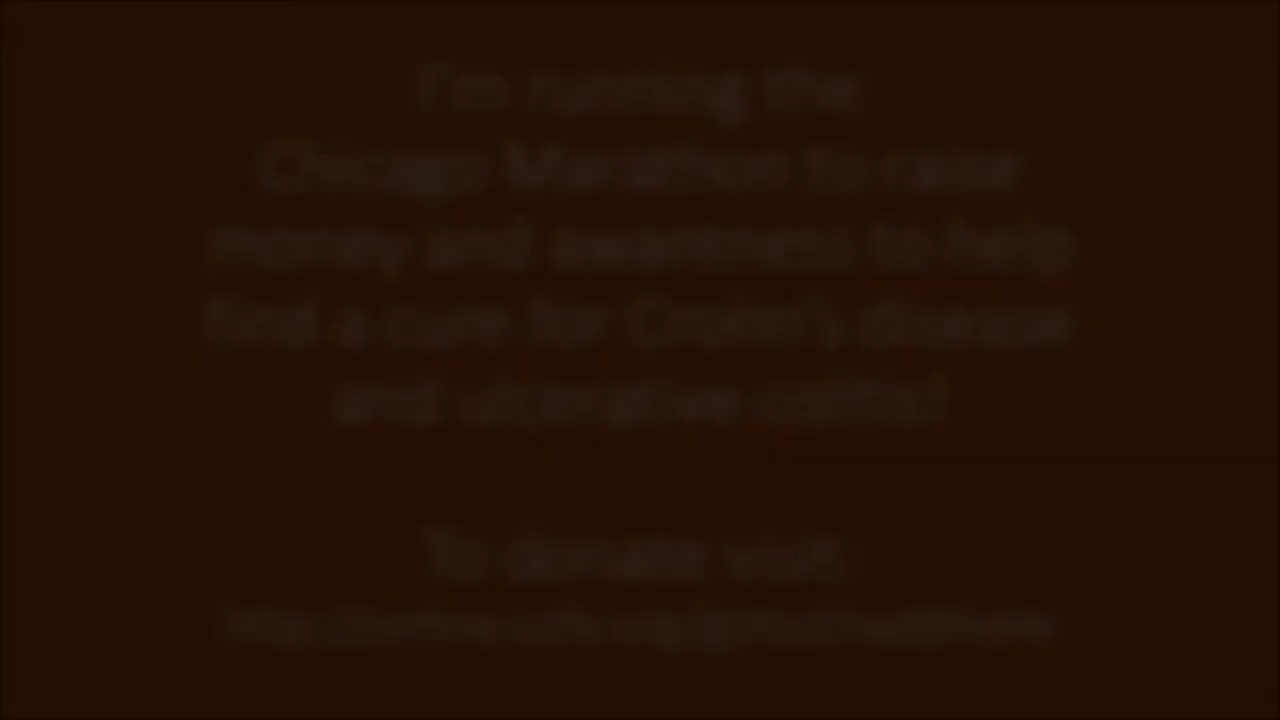 I'm running the
Chicago Marathon to raise
money and awareness to help
find a cure for Crohn's disease
and ulcerative colitis!
To donate visit